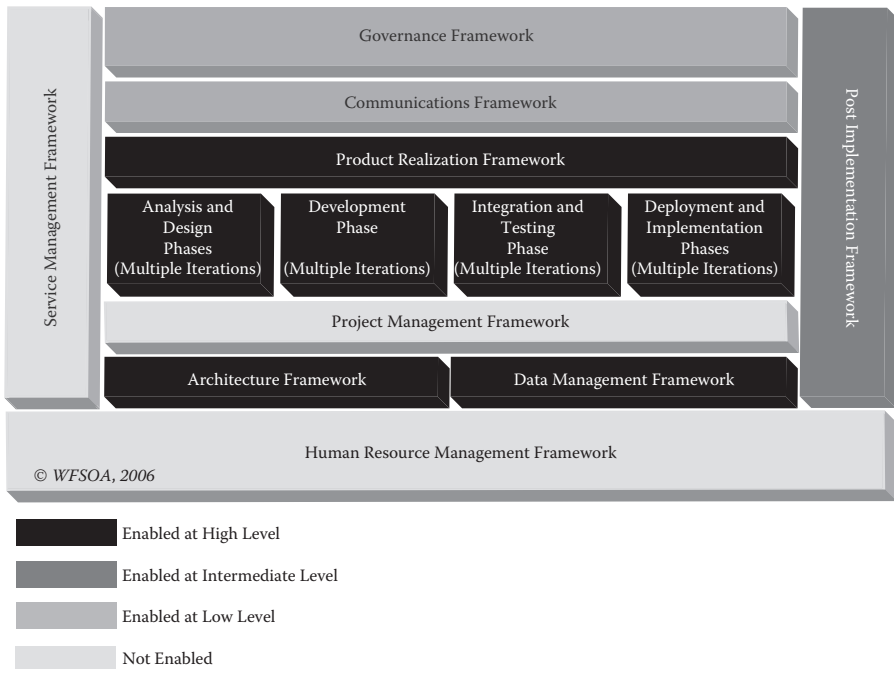 Service Management Framework
Governance Framework
Communications Framework
Product Realization Framework
Analysis and
Design
Phases
(Multiple Iterations)
Development
Phase
(Multiple Iterations)
Integration and
Testing
Phase
(Multiple Iterations)
Deployment and
Implementation
Phases
(Multiple Iterations)
Project Management Framework
Architecture Framework
Data Management Framework
Post Implementation Framework
Human Resource Management Framework
© WFSOA, 2006
Enabled at High Level
Enabled at Intermediate Level
Enabled at Low Level
Not Enabled